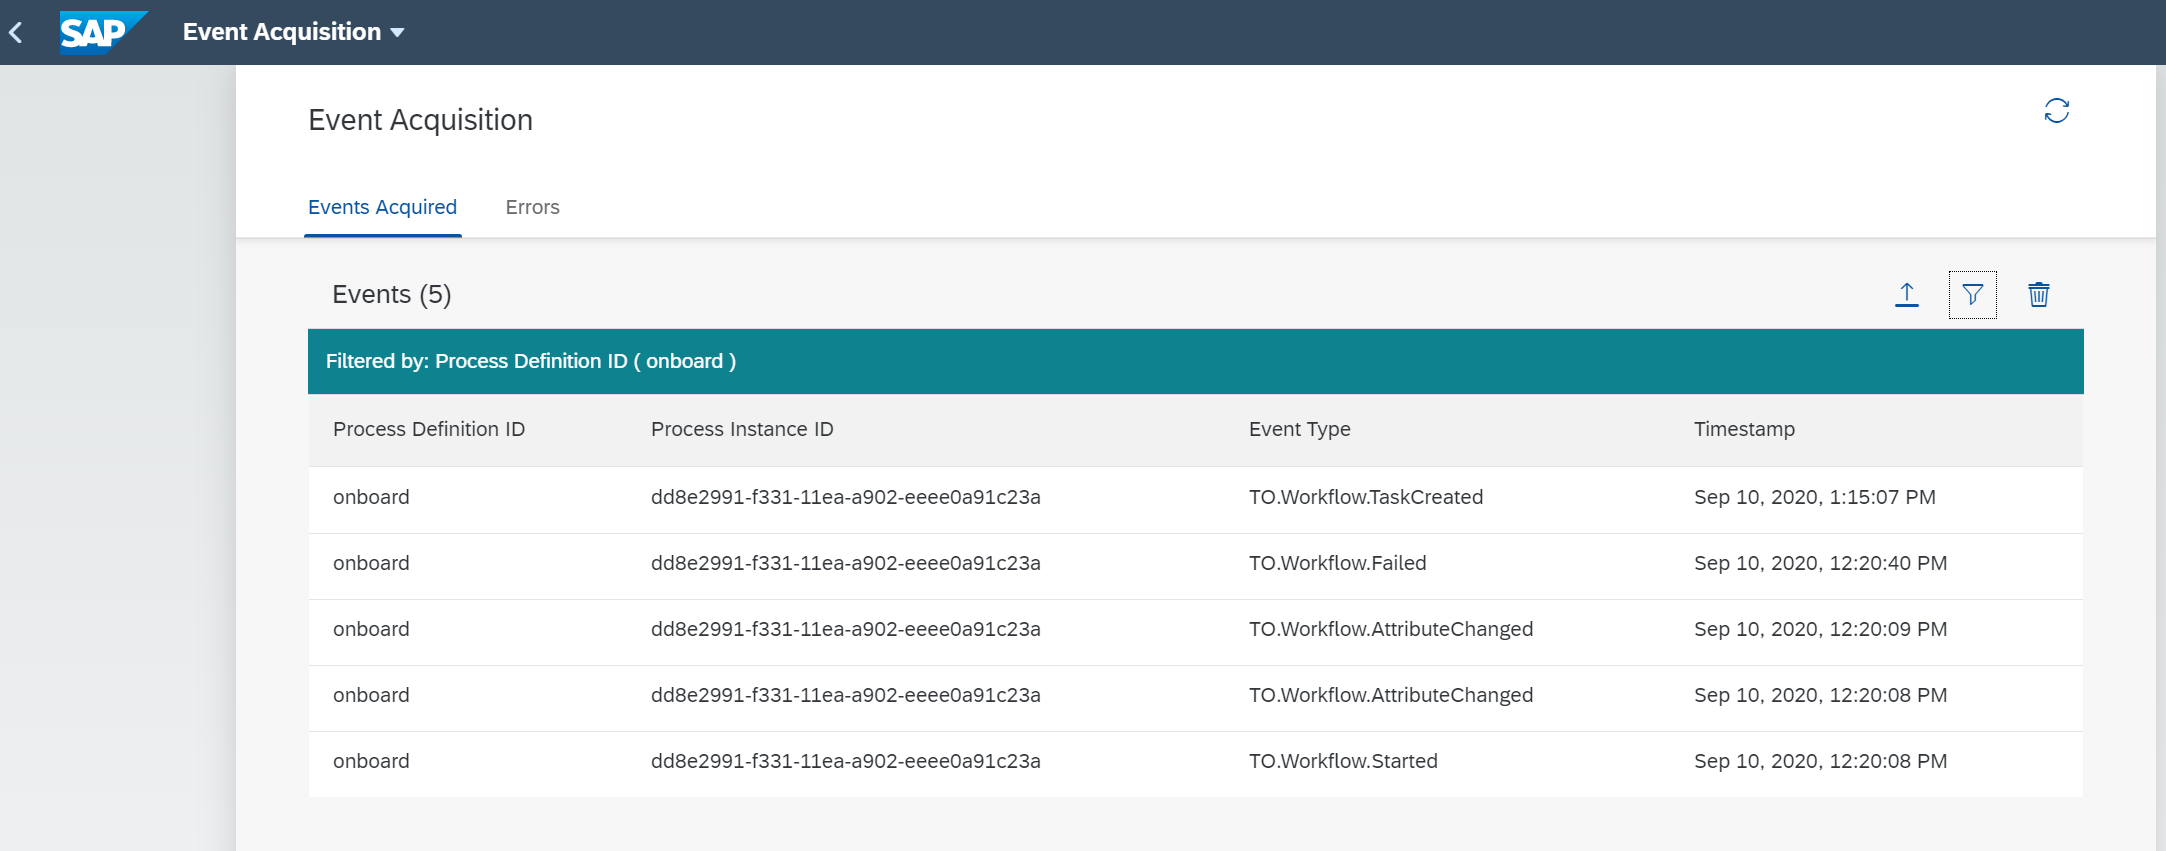 SAP Event Acquisition
Event Acquisition
Events Acquired Errors
Events (5)
Filtered by: Process Definition ID ( onboard )
Process Definition ID Process Instance ID Event Type Timestamp
onboard dd8e2991-f331-11ea-a902-eeee0a91c23a TO.Workflow.TaskCreated Sep 10, 2020, 1:15:07 PM
onboard dd8e2991-f331-11ea-a902-eeee0a91c23a TO.Workflow.Failed Sep 10, 2020, 12:20:40 PM
onboard dd8e2991-f331-11ea-a902-eeee0a91c23a TO.Workflow.AttributeChanged Sep 10, 2020, 12:20:09 PM
onboard dd8e2991-f331-11ea-a902-eeee0a91c23a TO.Workflow.AttributeChanged Sep 10, 2020, 12:20:08 PM
onboard dd8e2991-f331-11ea-a902-eeee0a91c23a TO.Workflow.Started Sep 10, 2020, 12:20:08 PM